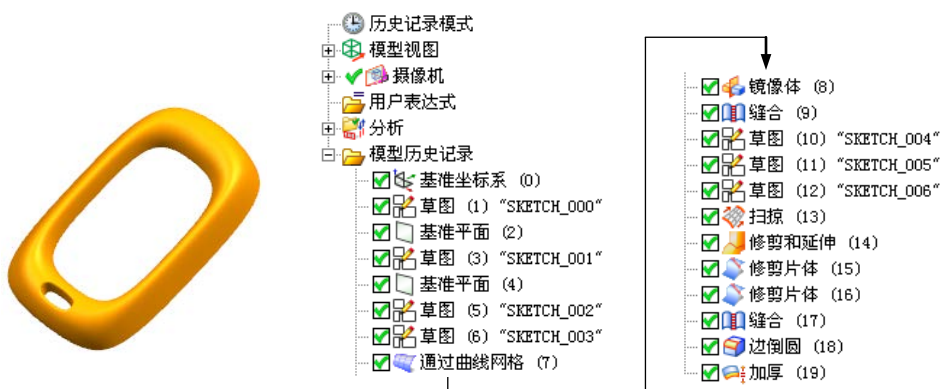 历史记录模式
模型视图
摄像机
用户表达式
分析
模型历史记录
基准坐标系 (0)
草图 (1) “SKETCH_000”
基准平面 (2)
草图 (3) “SKETCH_001”
基准平面 (4)
草图 (5) “SKETCH_002”
草图 (6) “SKETCH_003”
通过曲线网格 (7)
镜像体 (8)
缝合 (9)
草图 (10) “SKETCH_004”
草图 (11) “SKETCH_005”
草图 (12) “SKETCH_006”
扫掠 (13)
修剪和延伸 (14)
修剪片体 (15)
修剪片体 (16)
缝合 (17)
边倒圆 (18)
加厚 (19)